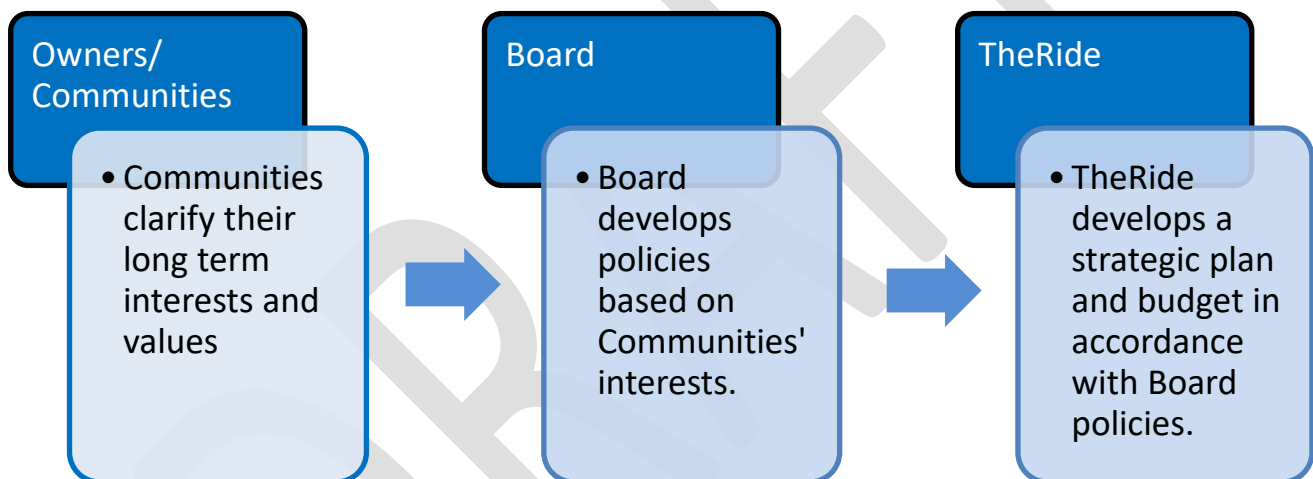 Owners/
Communities
• Communities
clarify their
long term
interests and
values
Board
• Board
develops
policies
based on
Communities'
interests.
TheRide
• TheRide
develops a
strategic plan
and budget in
accordance
with Board
policies.
DRAFT